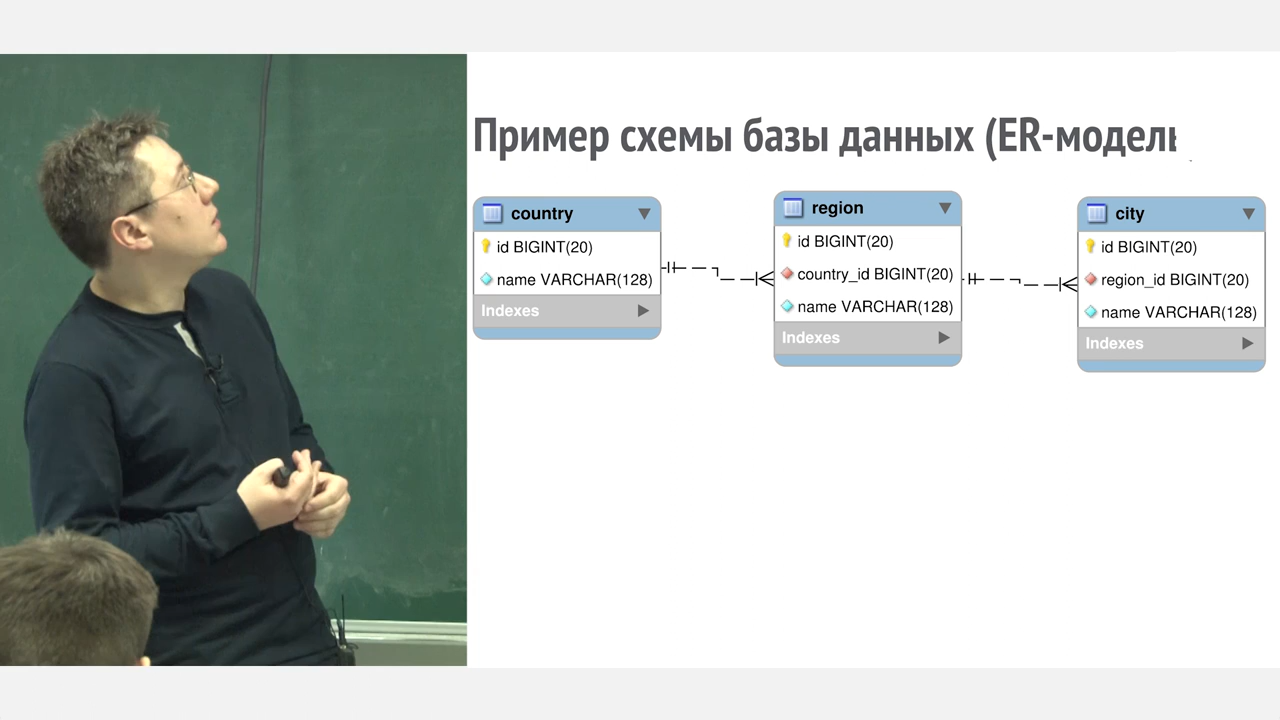 Пример схемы базы данных (ER-модель
country
id BIGINT(20)
name VARCHAR(128)
Indexes
region
id BIGINT(20)
country_id BIGINT(20)
name VARCHAR(128)
Indexes
city
id BIGINT(20)
region_id BIGINT(20)
name VARCHAR(128)
Indexes